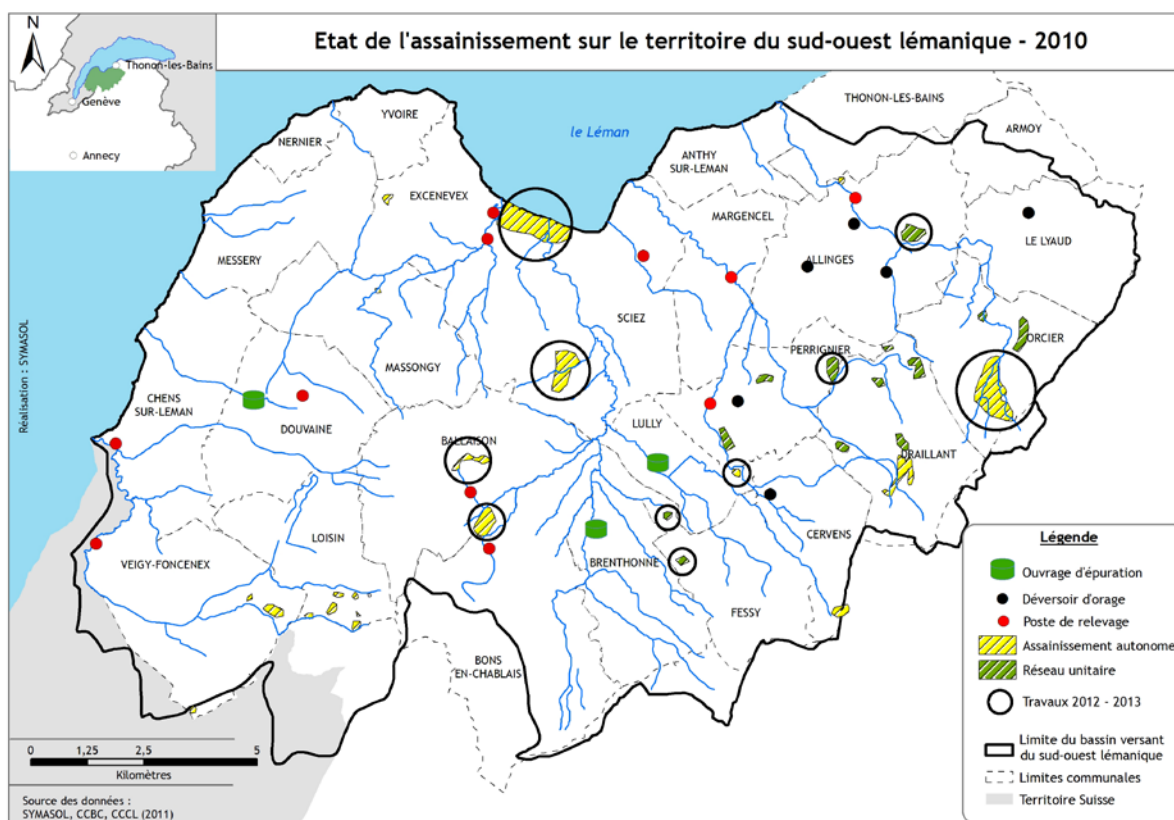 Etat de l'assainissement sur le territoire du sud-ouest lémanique - 2010
N
Thonon-les-Bains
Genève
Annecy
THONON-LES-BAINS
ARMOY
YVOIRE
NERNIER
le Léman
ANTHY
SUR-LEMAN
EXCENEVEX
MARGENCEL
LE LYAUD
MESSERY
ALLINGES
SCIEZ
ORCIER
PERRIGNIER
MASSONGY
CHENS
SUR-LEMAN
DOUVAINE
LULLY
BALLAISON
DRAILLANT
LOISIN
CERVENS
VEIGY-FONCENEX
BRENTHONNE
FESSY
BONS
EN-CHABLAIS
Réalisation : SYMASOL
Légende
Ouvrage d'épuration
Déversoir d'orage
Poste de relevage
Assainissement autonome
Réseau unitaire
Travaux 2012 - 2013
Limite du bassin versant
du sud-ouest lémanique
Limites communales
Territoire Suisse
0 1,25 2,5 5
Kilomètres
Source des données :
SYMASOL, CCBC, CCCL (2011)